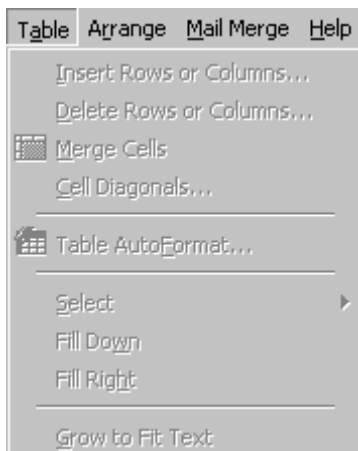 Table Arrange Mail Merge Help
Insert Rows or Columns...
Delete Rows or Columns...
Merge Cells
Cell Diagonals...
Table AutoFormat...
Select
Fill Down
Fill Right
Grow to Fit Text